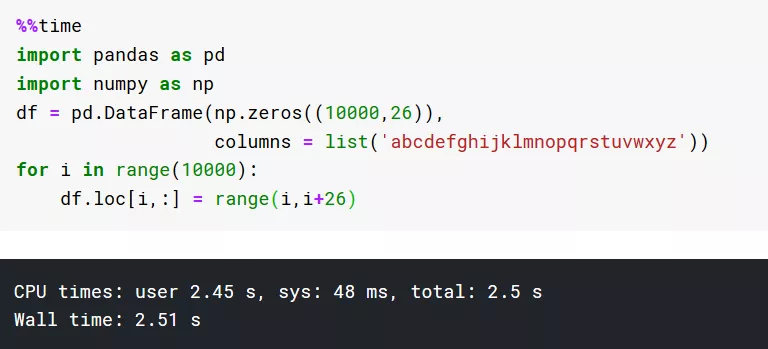 %%time
import pandas as pd
import numpy as np
df = pd.DataFrame(np.zeros((10000,26)),
                  columns = list('abcdefghijklmnopqrstuvwxyz'))
for i in range(10000):
    df.loc[i,:] = range(i,i+26)
CPU times: user 2.45 s, sys: 48 ms, total: 2.5 s
Wall time: 2.51 s